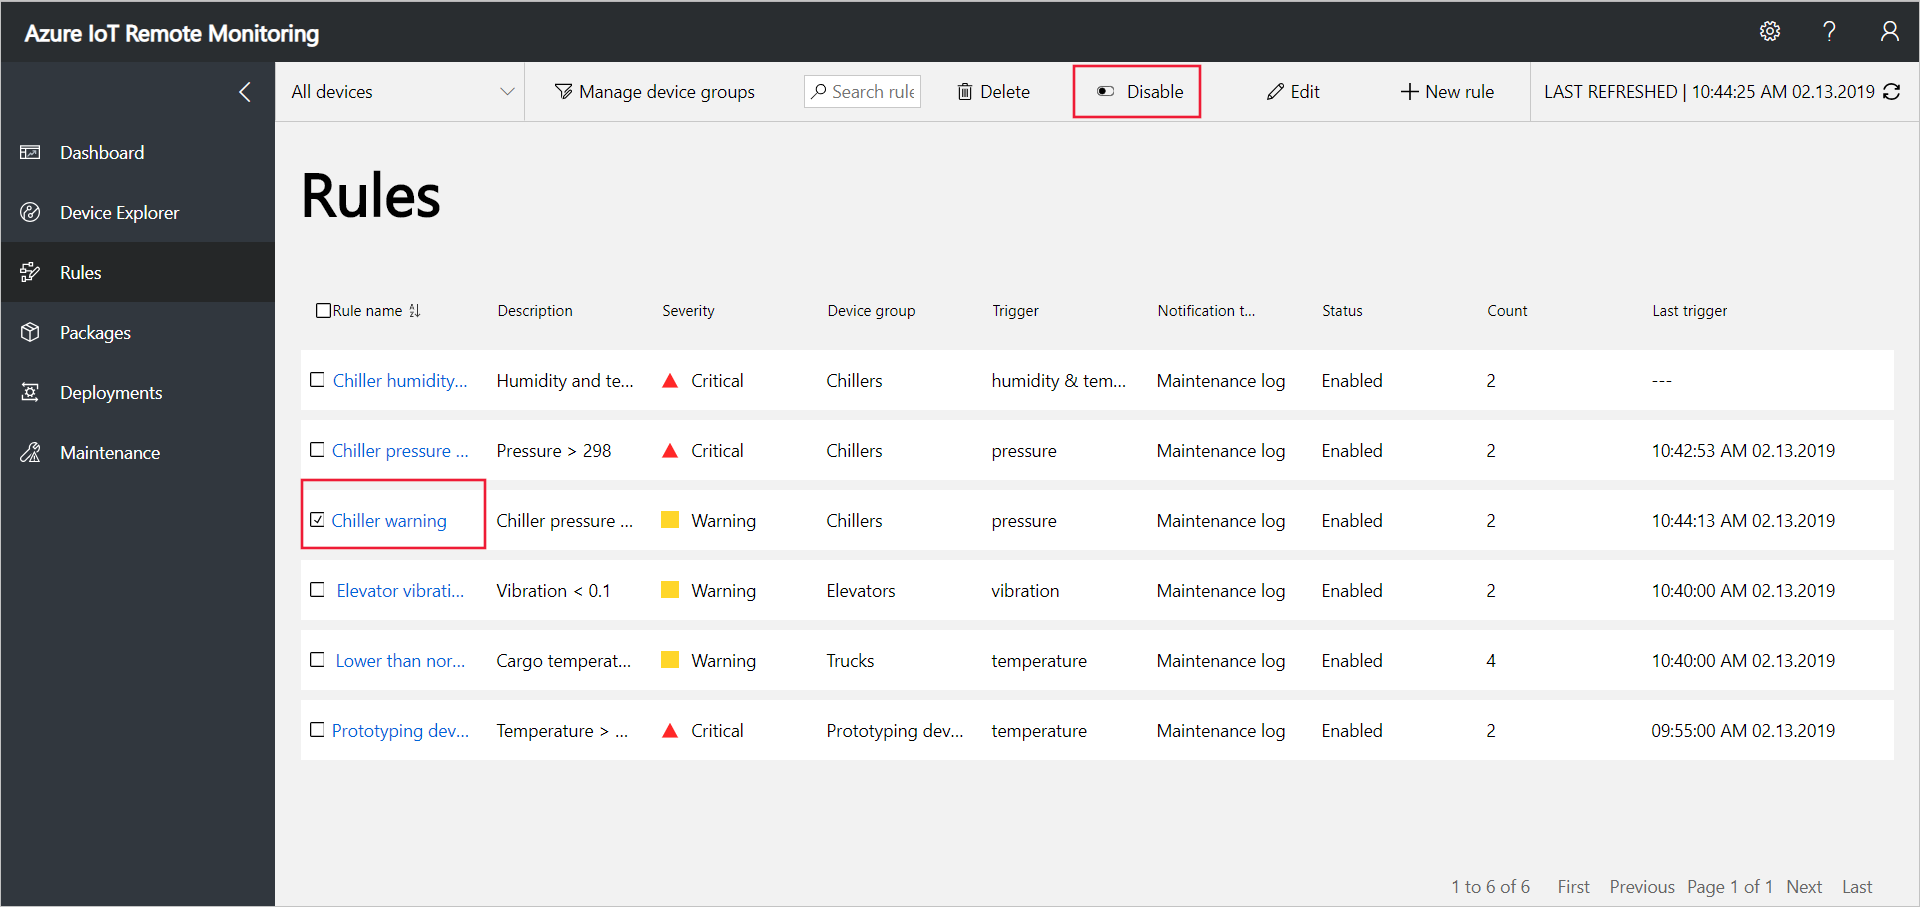 Azure IoT Remote Monitoring
All devices Manage device groups Search rule Delete Disable Edit New rule LAST REFRESHED | 10:44:25 AM 02.13.2019
Dashboard
Device Explorer
Rules
Packages
Deployments
Maintenance
Rules
Rule name Description Severity Device group Trigger Notification t... Status Count Last trigger
Chiller humidity... Humidity and te... Critical Chillers humidity & tem... Maintenance log Enabled 2 ---
Chiller pressure ... Pressure > 298 Critical Chillers pressure Maintenance log Enabled 2 10:42:53 AM 02.13.2019
Chiller warning Chiller pressure ... Warning Chillers pressure Maintenance log Enabled 2 10:44:13 AM 02.13.2019
Elevator vibrati... Vibration < 0.1 Warning Elevators vibration Maintenance log Enabled 2 10:40:00 AM 02.13.2019
Lower than nor... Cargo temperat... Warning Trucks temperature Maintenance log Enabled 4 10:40:00 AM 02.13.2019
Prototyping dev... Temperature > ... Critical Prototyping dev... temperature Maintenance log Enabled 2 09:55:00 AM 02.13.2019
1 to 6 of 6 First Previous Page 1 of 1 Next Last